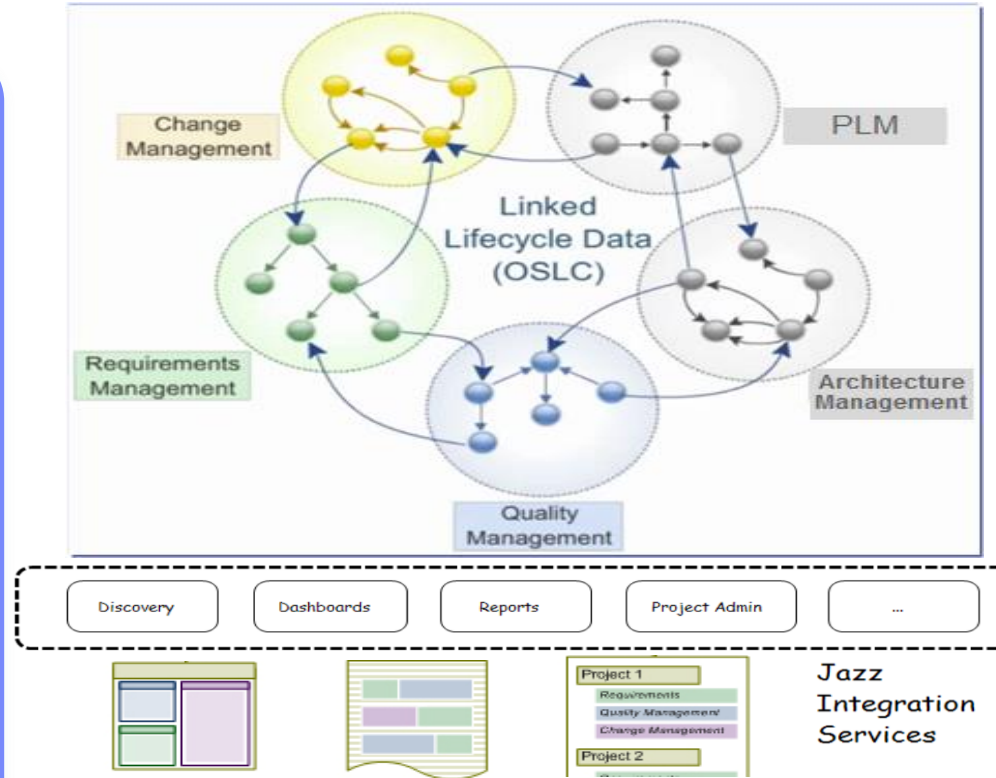 Change
Management
PLM
Linked
Lifecycle Data
(OSLC)
Requirements
Management
Architecture
Management
Quality
Management
Discovery
Dashboards
Reports
Project Admin
...
Project 1
Requirements
Quality Management
Change Management
Project 2
Jazz
Integration
Services